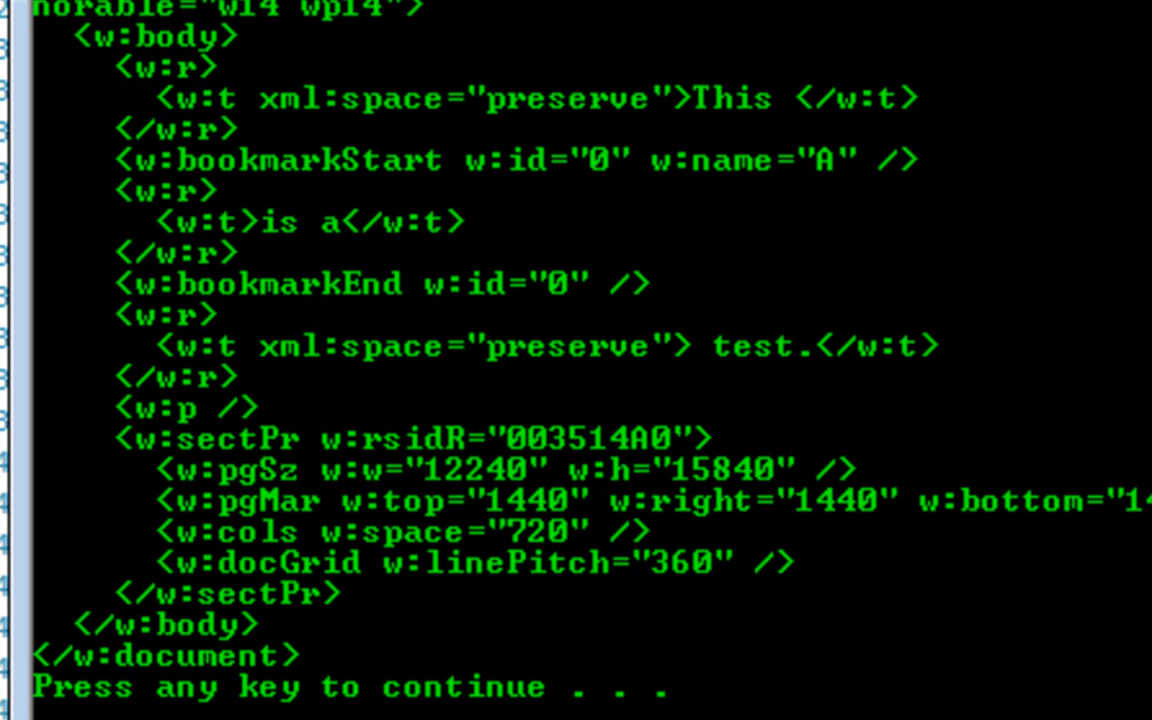 norable="w14 wp14">
  <w:body>
    <w:r>
      <w:t xml:space="preserve">This </w:t>
    </w:r>
    <w:bookmarkStart w:id="0" w:name="A" />
    <w:r>
      <w:t>is a</w:t>
    </w:r>
    <w:bookmarkEnd w:id="0" />
    <w:r>
      <w:t xml:space="preserve"> test.</w:t>
    </w:r>
    <w:p />
    <w:sectPr w:rsidR="003514A0">
      <w:pgSz w:w="12240" w:h="15840" />
      <w:pgMar w:top="1440" w:right="1440" w:bottom="14
      <w:cols w:space="720" />
      <w:docGrid w:linePitch="360" />
    </w:sectPr>
  </w:body>
</w:document>
Press any key to continue . . .